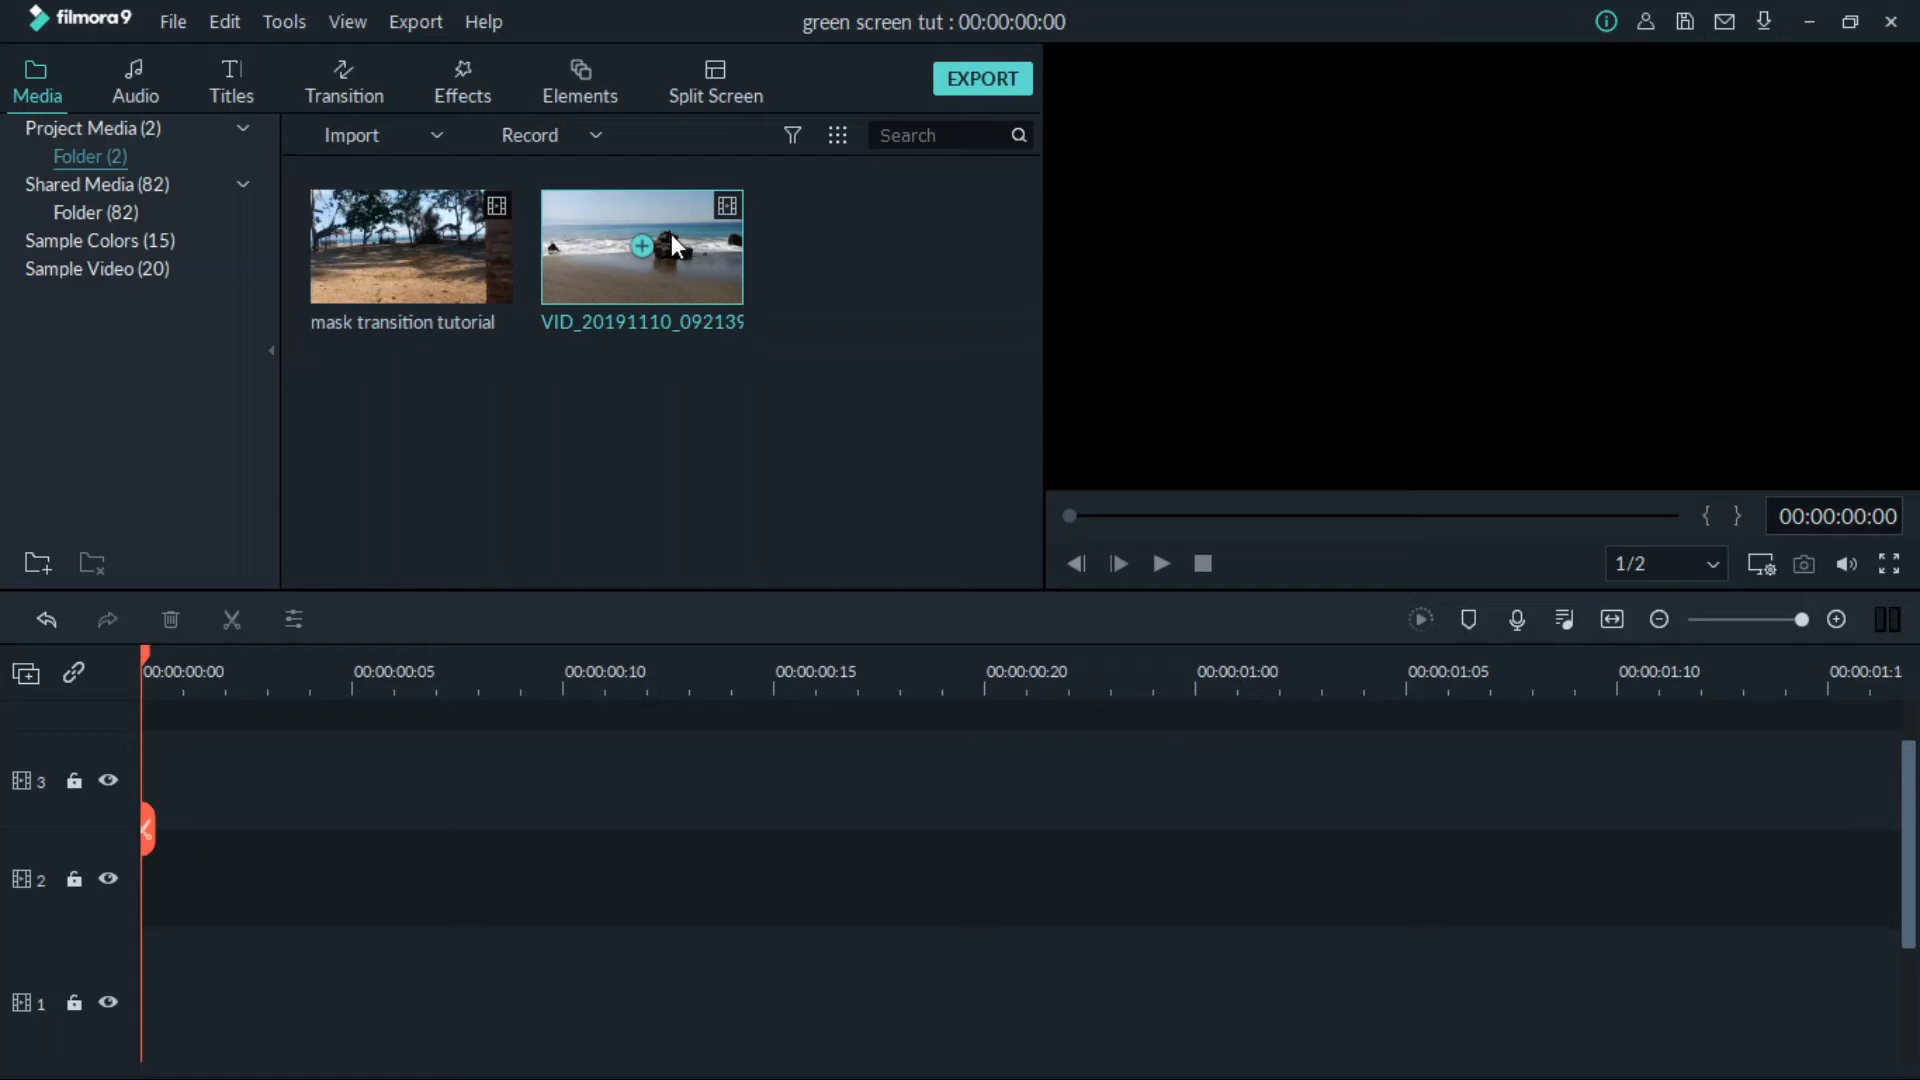 filmora9 File Edit Tools View Export Help green screen tut : 00:00:00:00
Media Audio Titles Transition Effects Elements Split Screen EXPORT
Project Media (2)
Folder (2)
Shared Media (82)
Folder (82)
Sample Colors (15)
Sample Video (20)
Import Record Search
mask transition tutorial VID_20191110_092139
{ } 00:00:00:00
1/2
00:00:00:00 00:00:00:05 00:00:00:10 00:00:00:15 00:00:00:20 00:00:01:00 00:00:01:05 00:00:01:10 00:00:01:1
3
2
1